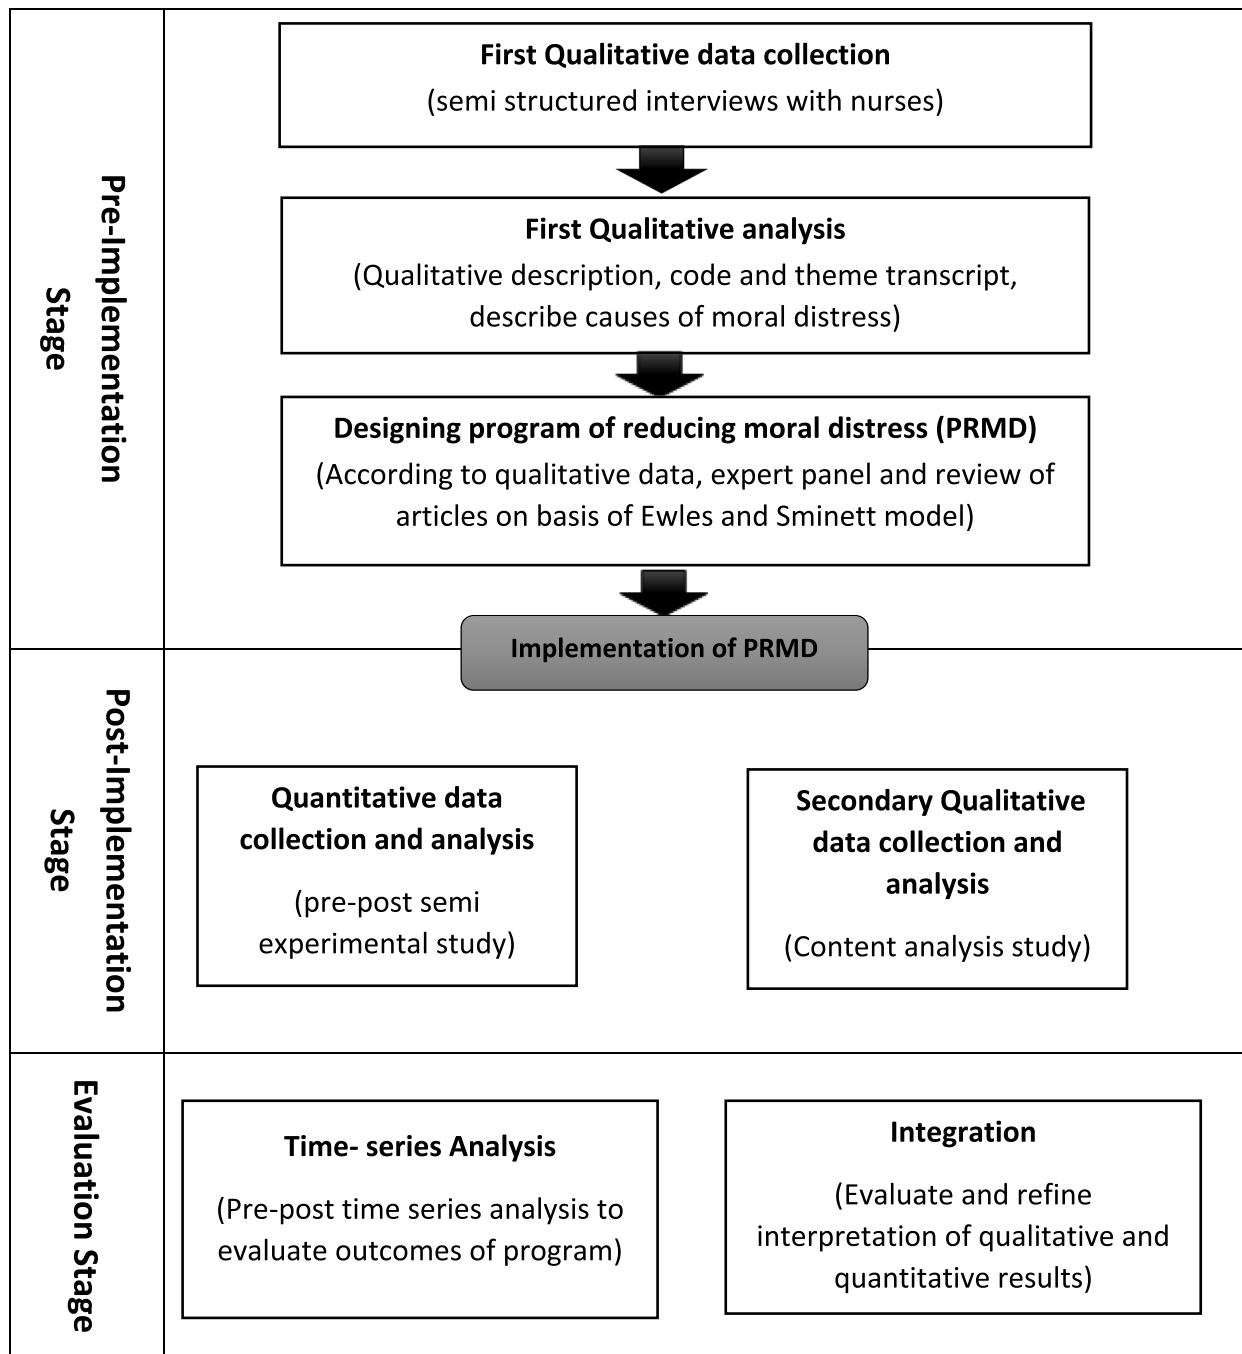 Pre-Implementation
Stage
First Qualitative data collection
(semi structured interviews with nurses)
First Qualitative analysis
(Qualitative description, code and theme transcript,
describe causes of moral distress)
Designing program of reducing moral distress (PRMD)
(According to qualitative data, expert panel and review of
articles on basis of Ewles and Sminett model)
Implementation of PRMD
Post-Implementation
Stage
Quantitative data
collection and analysis
(pre-post semi
experimental study)
Secondary Qualitative
data collection and
analysis
(Content analysis study)
Evaluation Stage
Time- series Analysis
(Pre-post time series analysis to
evaluate outcomes of program)
Integration
(Evaluate and refine
interpretation of qualitative and
quantitative results)